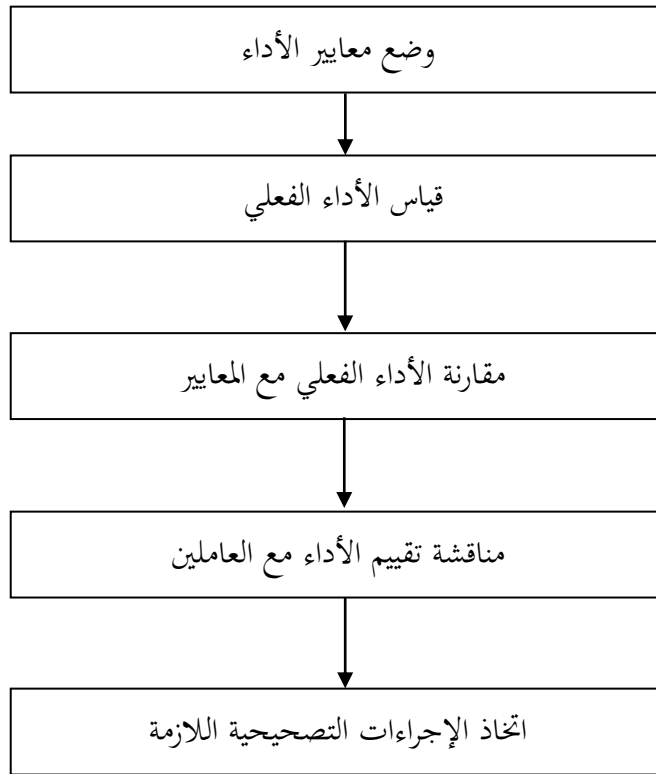 وضع معايير الأداء
قياس الأداء الفعلي
مقارنة الأداء الفعلي مع المعايير
مناقشة تقييم الأداء مع العاملين
اتخاذ الإجراءات التصحيحية اللازمة